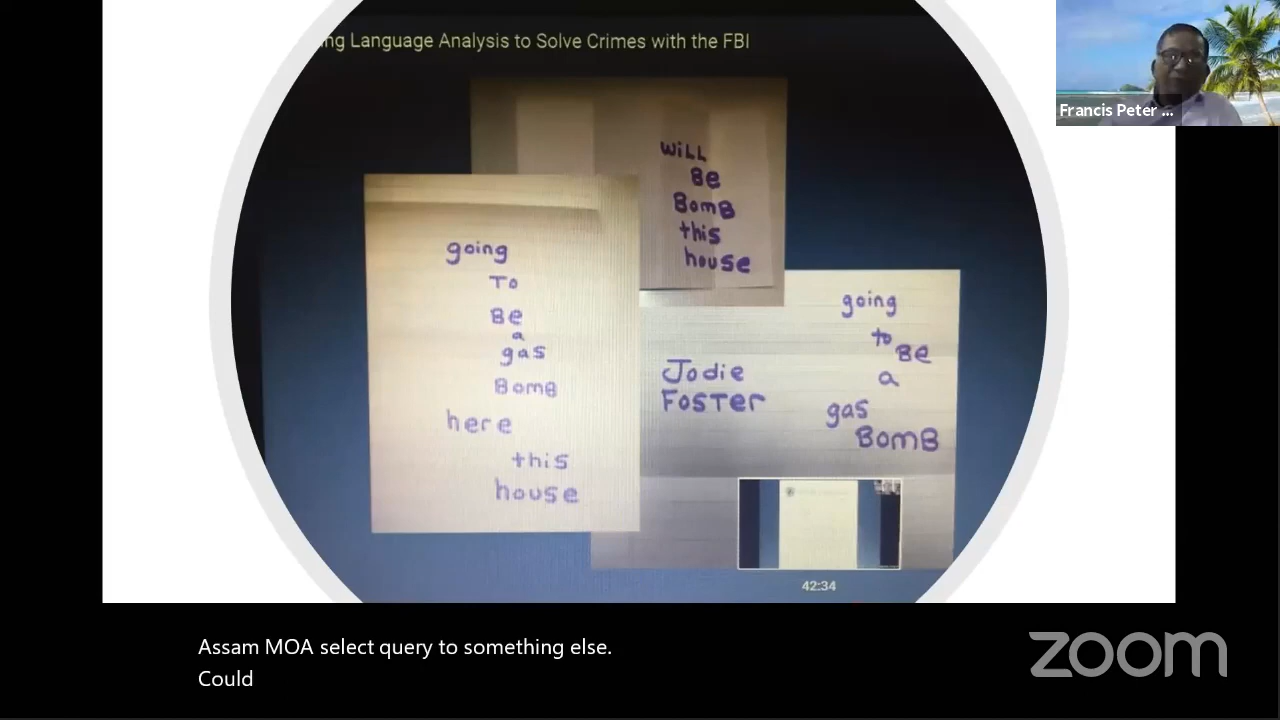 ng Language Analysis to Solve Crimes with the FBI
Francis Peter ...
WiLL
Be
BomB
this
house
going
To
Be
a
gas
BomB
here
this
house
Jodie
FosTer
going
to
Be
a
gas
BomB
42:34
Assam MOA select query to something else.
Could
zoom